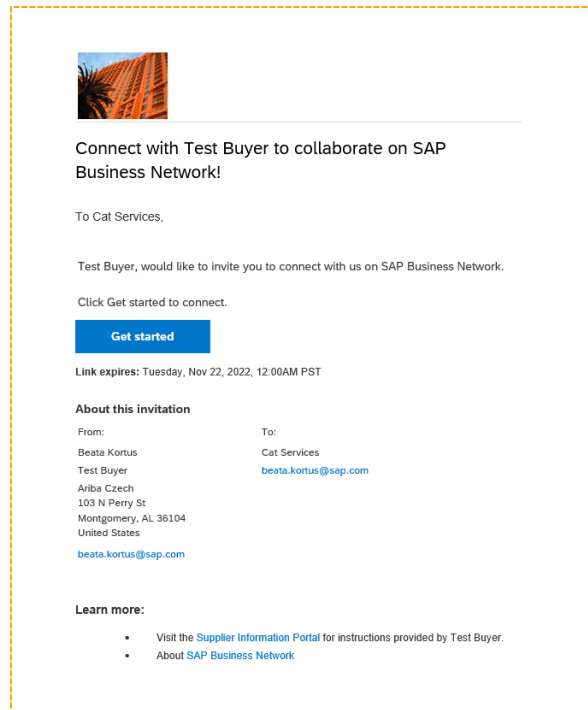 Connect with Test Buyer to collaborate on SAP
Business Network!
To Cat Services,
Test Buyer, would like to invite you to connect with us on SAP Business Network.
Click Get started to connect.
Get started
Link expires: Tuesday, Nov 22, 2022, 12:00AM PST
About this invitation
From:
Beata Kortus
Test Buyer
Ariba Czech
103 N Perry St
Montgomery, AL 36104
United States
beata.kortus@sap.com
To:
Cat Services
beata.kortus@sap.com
Learn more:
• Visit the Supplier Information Portal for instructions provided by Test Buyer.
• About SAP Business Network